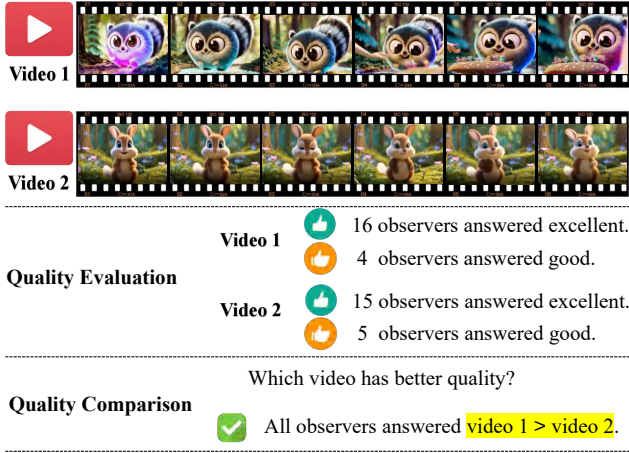 Video 1
Video 2
Quality Evaluation
Video 1
16 observers answered excellent.
4 observers answered good.
Video 2
15 observers answered excellent.
5 observers answered good.
Quality Comparison
Which video has better quality?
All observers answered video 1 > video 2.